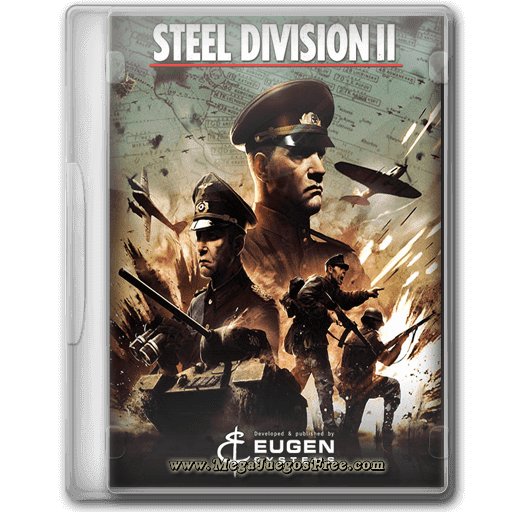 STEEL DIVISION II
Developed & published by
EUGEN
SYSTEMS
www.MegaJuegosFree.com